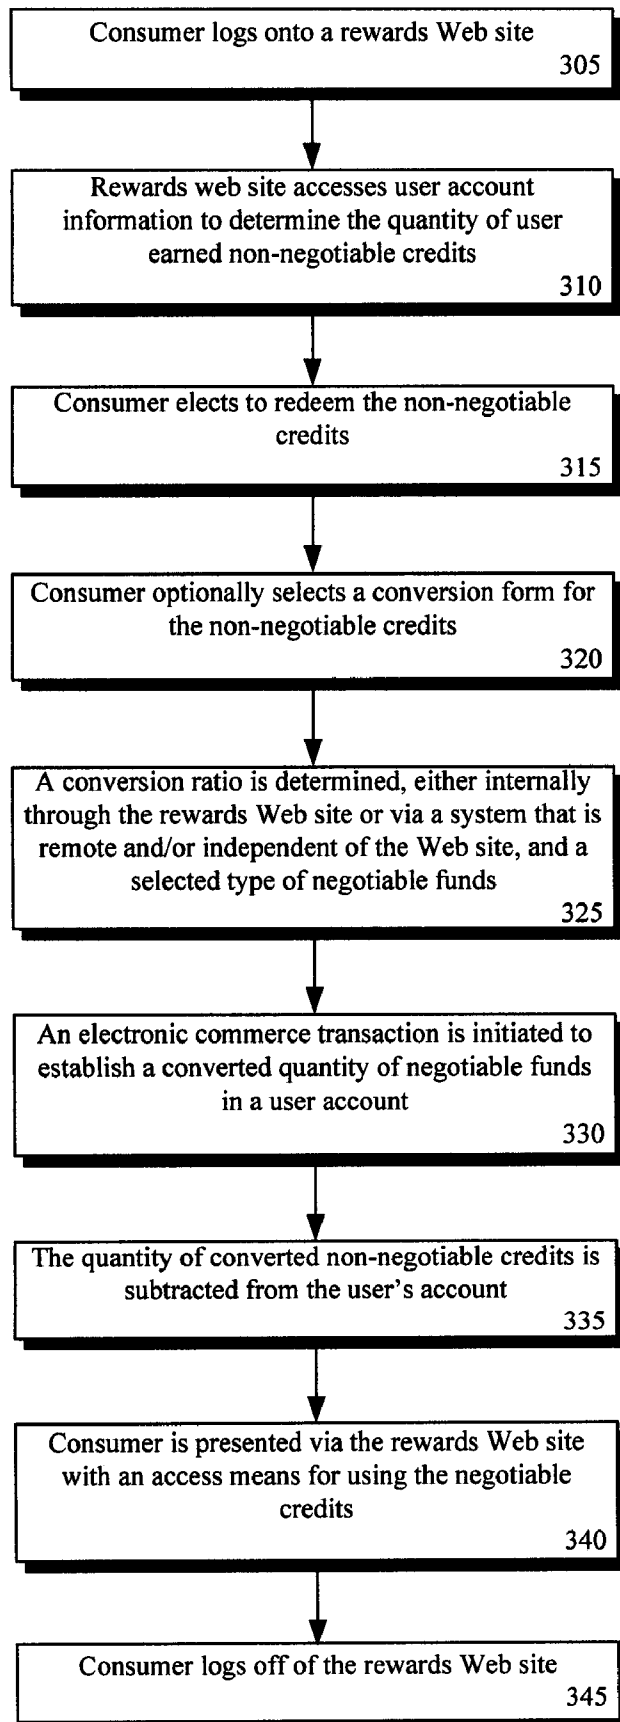 Consumer logs onto a rewards Web site
305
Rewards web site accesses user account
information to determine the quantity of user
earned non-negotiable credits
310
Consumer elects to redeem the non-negotiable
credits
315
Consumer optionally selects a conversion form for
the non-negotiable credits
320
A conversion ratio is determined, either internally
through the rewards Web site or via a system that is
remote and/or independent of the Web site, and a
selected type of negotiable funds
325
An electronic commerce transaction is initiated to
establish a converted quantity of negotiable funds
in a user account
330
The quantity of converted non-negotiable credits is
subtracted from the user's account
335
Consumer is presented via the rewards Web site
with an access means for using the negotiable
credits
340
Consumer logs off of the rewards Web site
345